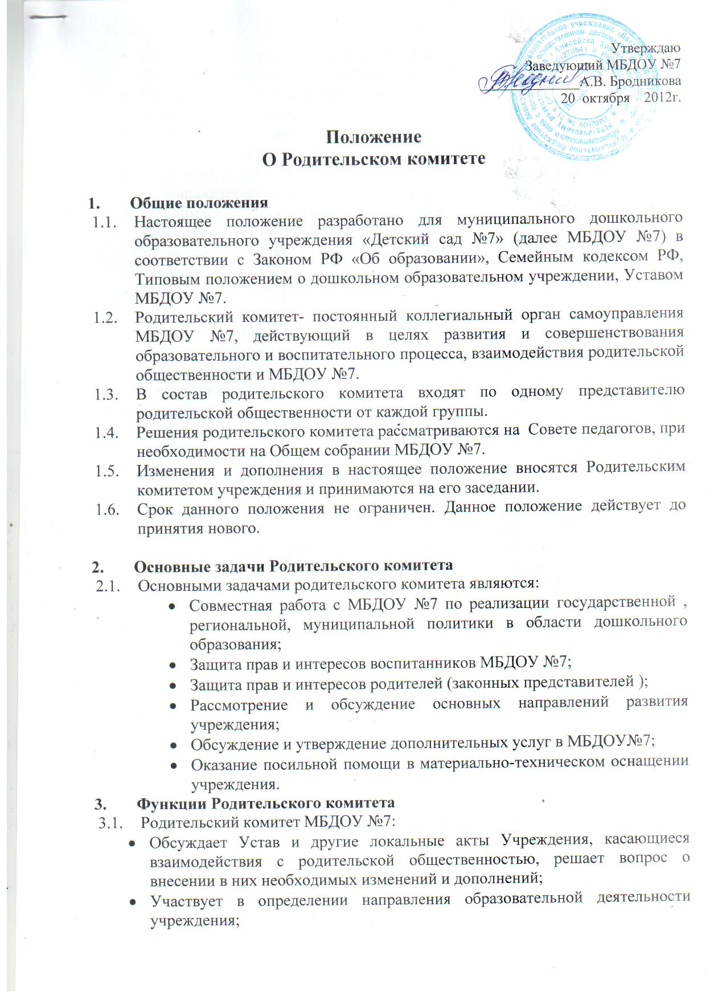 Утверждаю
Заведующий МБДОУ №7
А.В. Бродникова
20 октября 2012г.
Положение
О Родительском комитете
1. Общие положения
1.1. Настоящее положение разработано для муниципального дошкольного
образовательного учреждения «Детский сад №7» (далее МБДОУ №7) в
соответствии с Законом РФ «Об образовании», Семейным кодексом РФ,
Типовым положением о дошкольном образовательном учреждении, Уставом
МБДОУ №7.
1.2. Родительский комитет- постоянный коллегиальный орган самоуправления
МБДОУ №7, действующий в целях развития и совершенствования
образовательного и воспитательного процесса, взаимодействия родительской
общественности и МБДОУ №7.
1.3. В состав родительского комитета входят по одному представителю
родительской общественности от каждой группы.
1.4. Решения родительского комитета рассматриваются на Совете педагогов, при
необходимости на Общем собрании МБДОУ №7.
1.5. Изменения и дополнения в настоящее положение вносятся Родительским
комитетом учреждения и принимаются на его заседании.
1.6. Срок данного положения не ограничен. Данное положение действует до
принятия нового.
2. Основные задачи Родительского комитета
2.1. Основными задачами родительского комитета являются:
• Совместная работа с МБДОУ №7 по реализации государственной ,
региональной, муниципальной политики в области дошкольного
образования;
• Защита прав и интересов воспитанников МБДОУ №7;
• Защита прав и интересов родителей (законных представителей );
• Рассмотрение и обсуждение основных направлений развития
учреждения;
• Обсуждение и утверждение дополнительных услуг в МБДОУ№7;
• Оказание посильной помощи в материально-техническом оснащении
учреждения.
3. Функции Родительского комитета
3.1. Родительский комитет МБДОУ №7:
• Обсуждает Устав и другие локальные акты Учреждения, касающиеся
взаимодействия с родительской общественностью, решает вопрос о
внесении в них необходимых изменений и дополнений;
• Участвует в определении направления образовательной деятельности
учреждения;